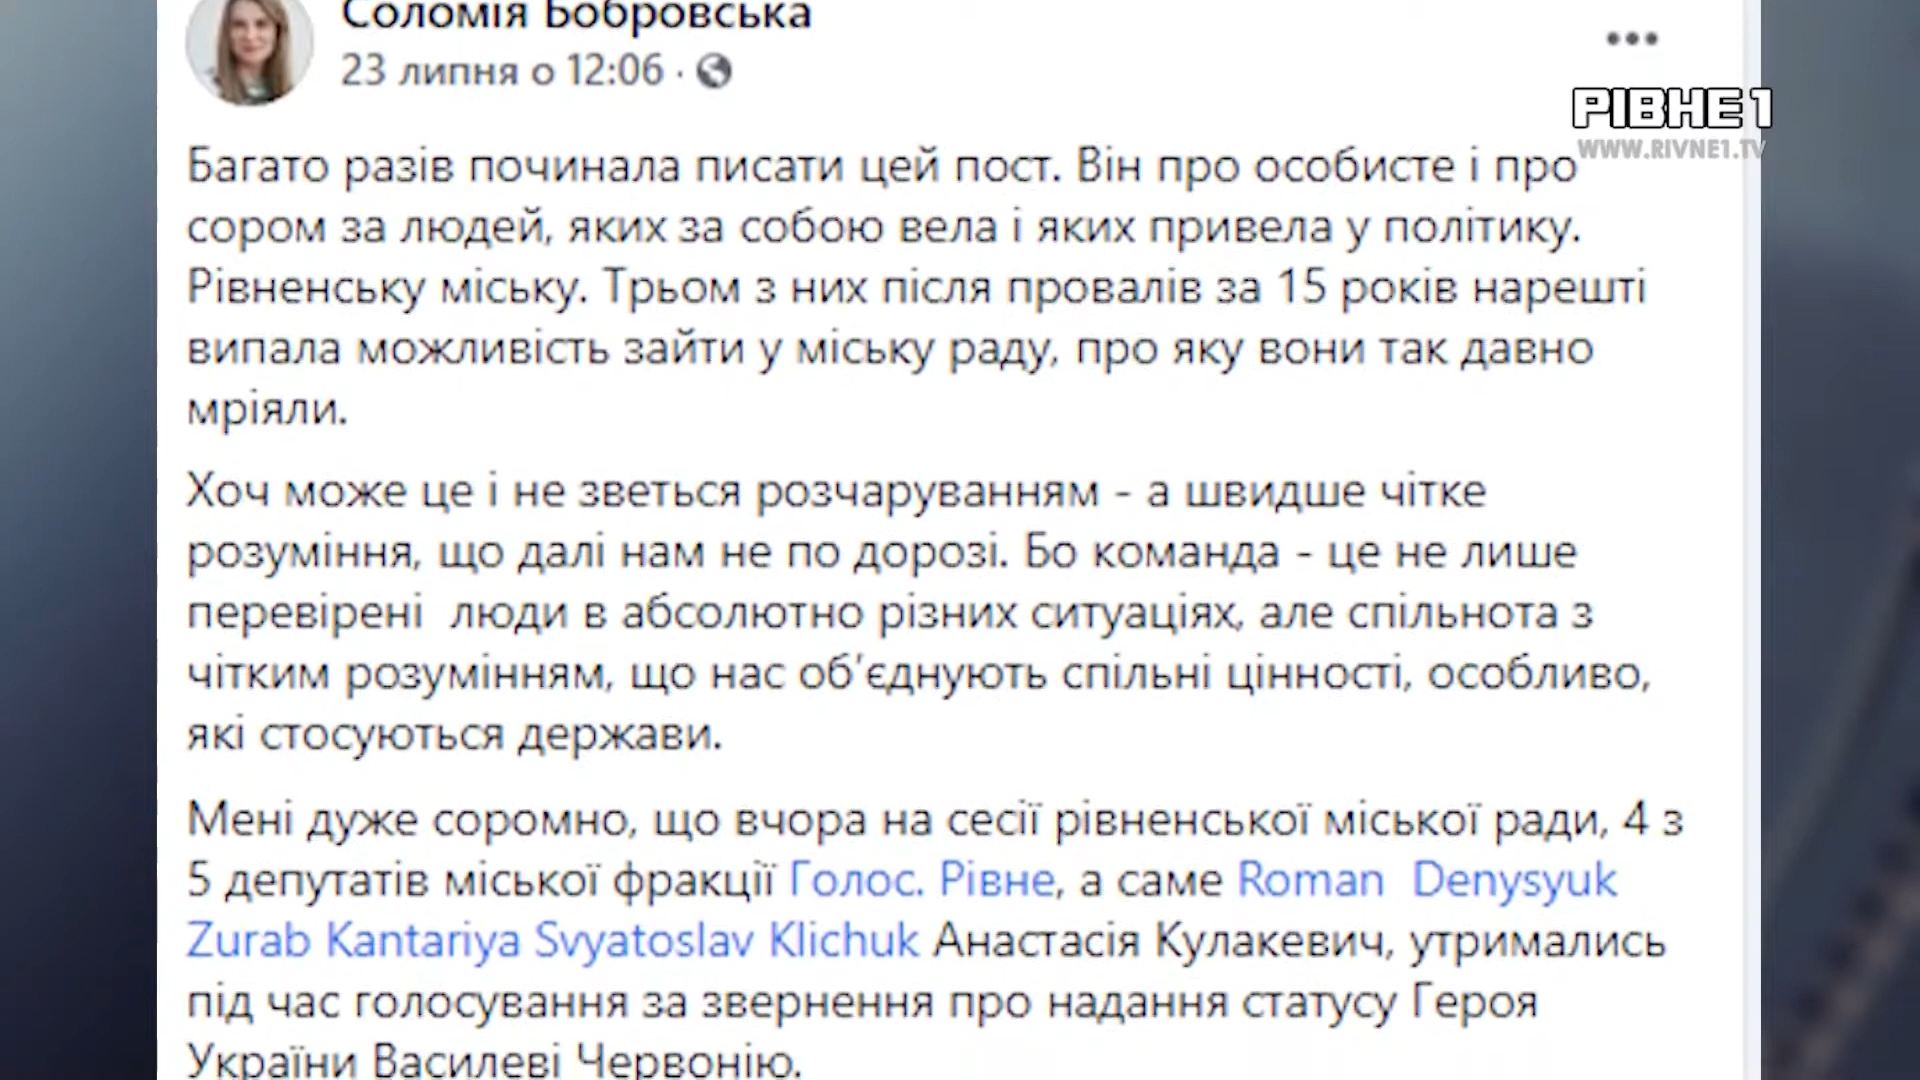 Соломія Бобровська
23 липня о 12:06 ·
РІВНЕ1
WWW.RIVNE1.TV
Багато разів починала писати цей пост. Він про особисте і про
сором за людей, яких за собою вела і яких привела у політику.
Рівненську міську. Трьом з них після провалів за 15 років нарешті
випала можливість зайти у міську раду, про яку вони так давно
мріяли.
Хоч може це і не зветься розчаруванням - а швидше чітке
розуміння, що далі нам не по дорозі. Бо команда - це не лише
перевірені  люди в абсолютно різних ситуаціях, але спільнота з
чітким розумінням, що нас об’єднують спільні цінності, особливо,
які стосуються держави.
Мені дуже соромно, що вчора на сесії рівненської міської ради, 4 з
5 депутатів міської фракції Голос. Рівне, а саме Roman  Denysyuk
Zurab Kantariya Svyatoslav Klichuk Анастасія Кулакевич, утримались
під час голосування за звернення про надання статусу Героя
України Василеві Червонію.